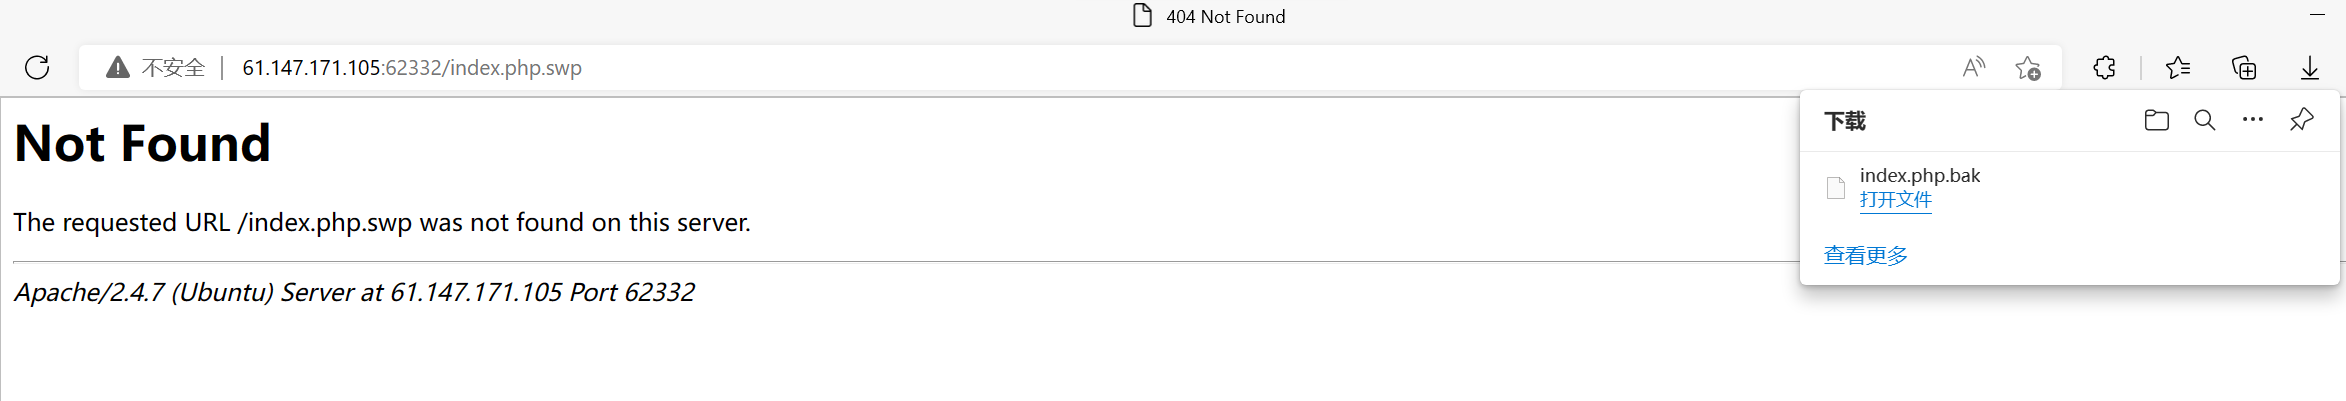 404 Not Found
不安全 61.147.171.105:62332/index.php.swp
下载
index.php.bak
打开文件
查看更多
Not Found
The requested URL /index.php.swp was not found on this server.
Apache/2.4.7 (Ubuntu) Server at 61.147.171.105 Port 62332